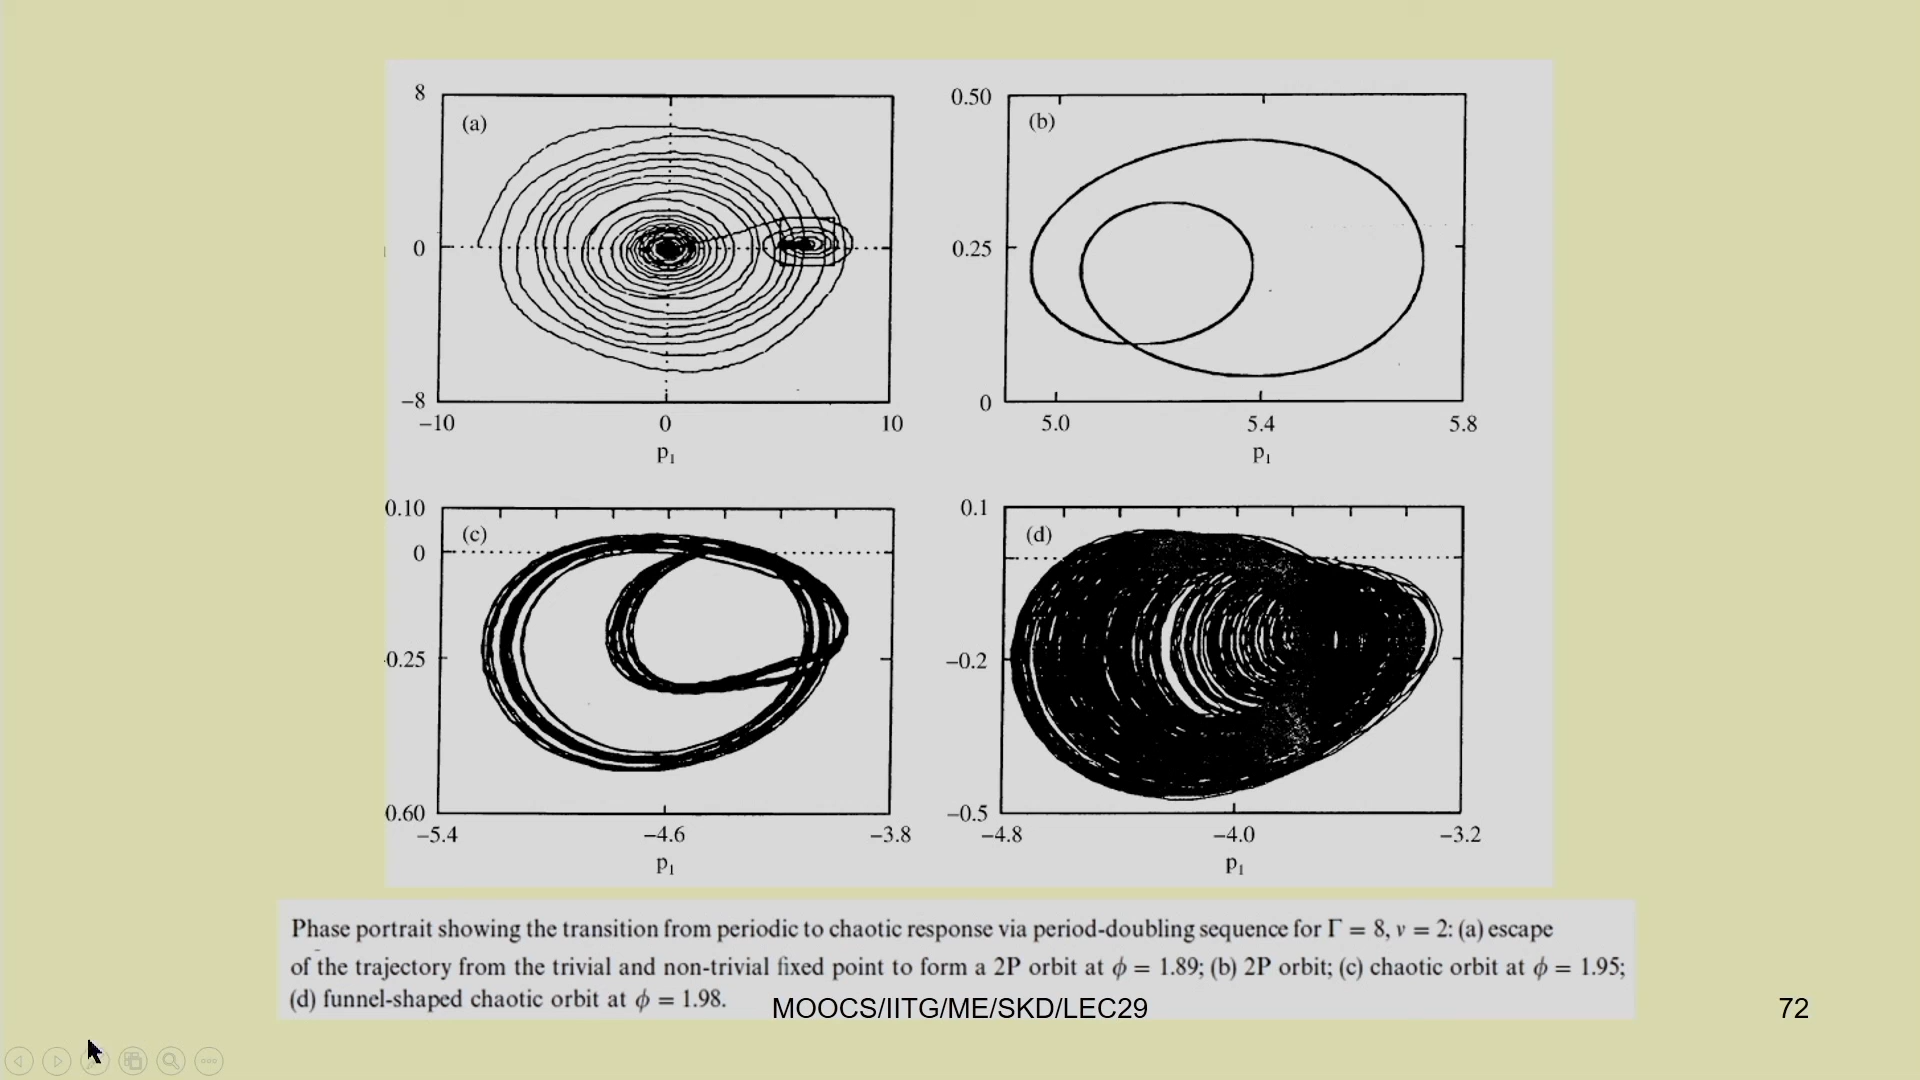 8
(a)
0
−8
−10
0
10
p₁
0.50
(b)
0.25
0
5.0
5.4
5.8
p₁
0.10
(c)
0
0.25
0.60
−5.4
−4.6
−3.8
p₁
0.1
(d)
−0.2
−0.5
−4.8
−4.0
−3.2
p₁
Phase portrait showing the transition from periodic to chaotic response via period-doubling sequence for Γ = 8, ν = 2: (a) escape
of the trajectory from the trivial and non-trivial fixed point to form a 2P orbit at ϕ = 1.89; (b) 2P orbit; (c) chaotic orbit at ϕ = 1.95;
(d) funnel-shaped chaotic orbit at ϕ = 1.98.
MOOCS/IITG/ME/SKD/LEC29
72